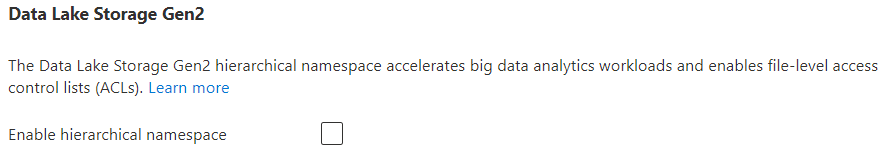 Data Lake Storage Gen2
The Data Lake Storage Gen2 hierarchical namespace accelerates big data analytics workloads and enables file-level access
control lists (ACLs). Learn more
Enable hierarchical namespace